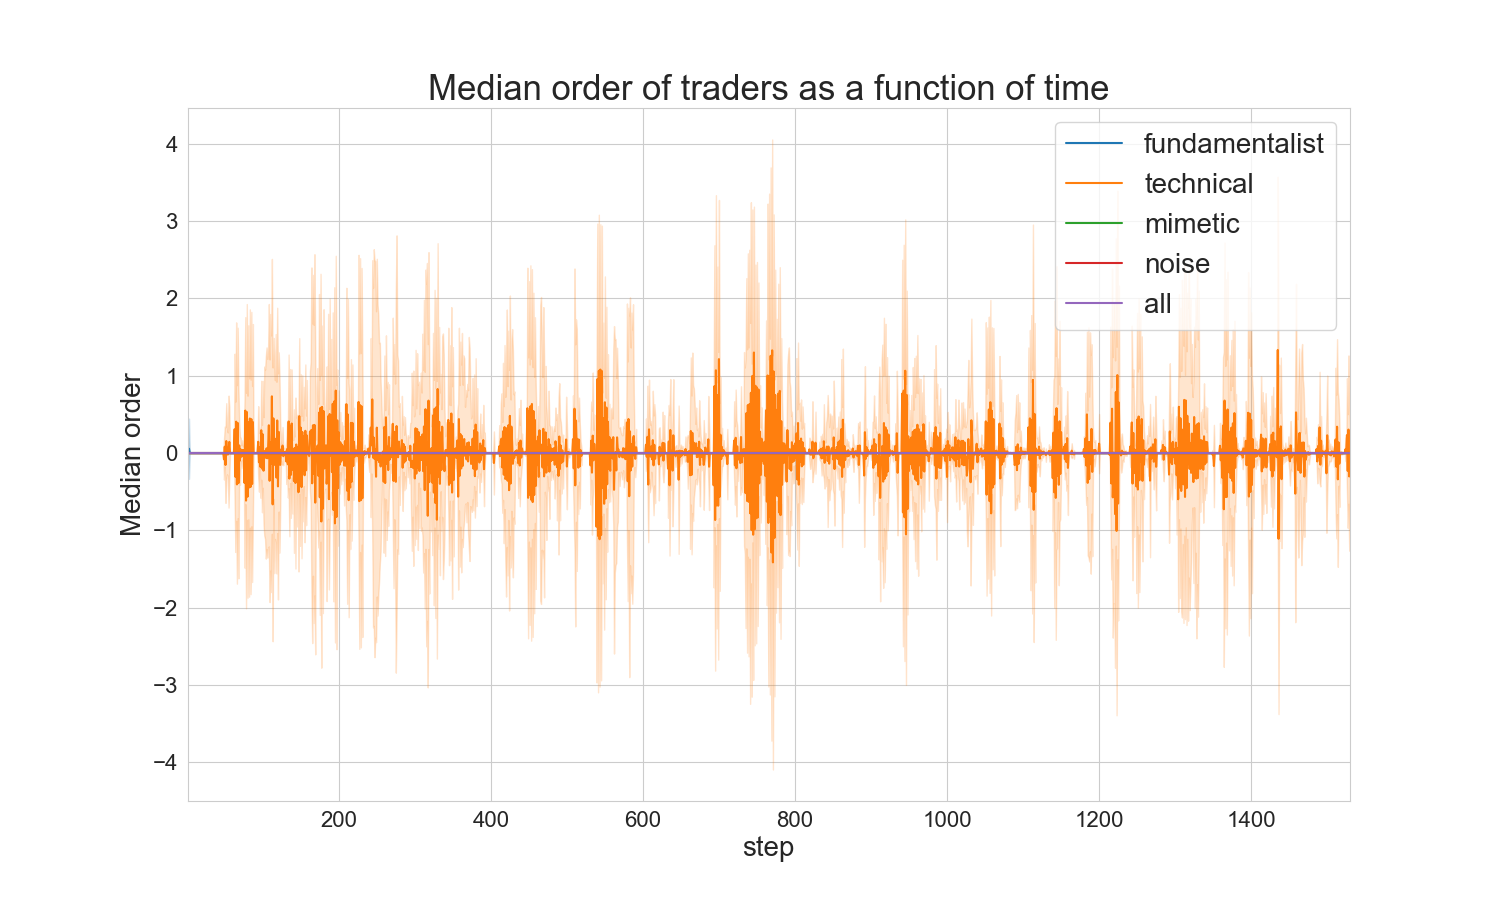 Median order of traders as a function of time
fundamentalist
technical
mimetic
noise
all
Median order
4
3
2
1
0
−1
−2
−3
−4
200 400 600 800 1000 1200 1400
step